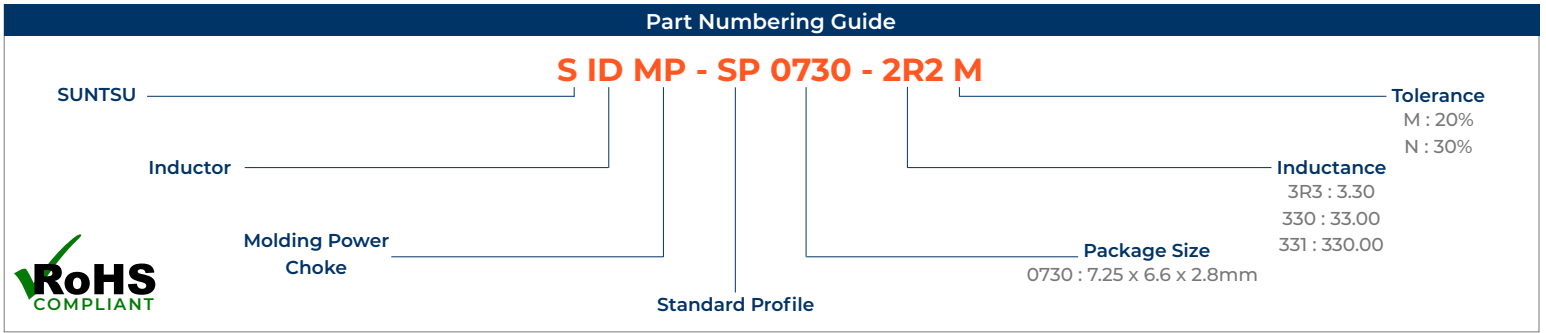 Part Numbering Guide
S ID MP - SP 0730 - 2R2 M
SUNTSU
Tolerance
M : 20%
N : 30%
Inductor
Inductance
3R3 : 3.30
330 : 33.00
331 : 330.00
Molding Power
Choke
Package Size
0730 : 7.25 x 6.6 x 2.8mm
Standard Profile
RoHS
COMPLIANT